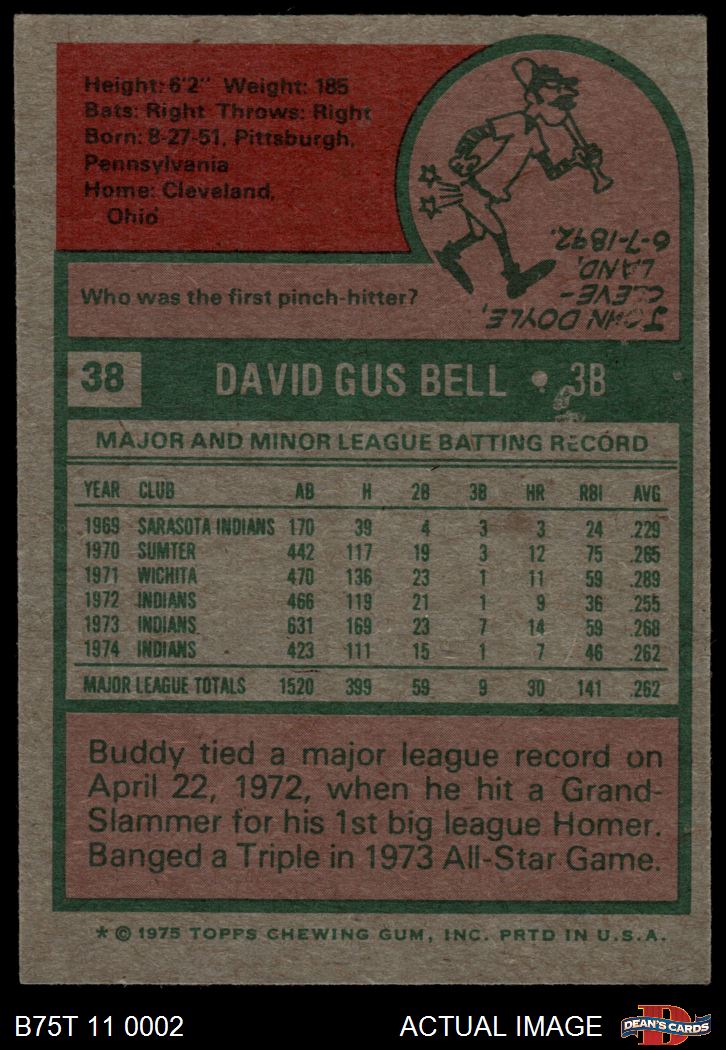 Height: 6'2" Weight: 185
Bats: Right Throws: Right
Born: 8-27-51, Pittsburgh,
Pennsylvania
Home: Cleveland,
Ohio
Who was the first pinch-hitter?
JOHN DOYLE,
CLEVE-
LAND,
6-7-1892.
38 DAVID GUS BELL • 3B
MAJOR AND MINOR LEAGUE BATTING RECORD
YEAR CLUB AB H 2B 3B HR RBI AVG
1969 SARASOTA INDIANS 170 39 4 3 3 24 .229
1970 SUMTER 442 117 19 3 12 75 .265
1971 WICHITA 470 136 23 1 11 59 .289
1972 INDIANS 466 119 21 1 9 36 .255
1973 INDIANS 631 169 23 7 14 59 .268
1974 INDIANS 423 111 15 1 7 46 .262
MAJOR LEAGUE TOTALS 1520 399 59 9 30 141 .262
Buddy tied a major league record on
April 22, 1972, when he hit a Grand-
Slammer for his 1st big league Homer.
Banged a Triple in 1973 All-Star Game.
* © 1975 TOPPS CHEWING GUM, INC. PRTD IN U.S.A.
B75T 11 0002 ACTUAL IMAGE
D
DEAN'S CARDS